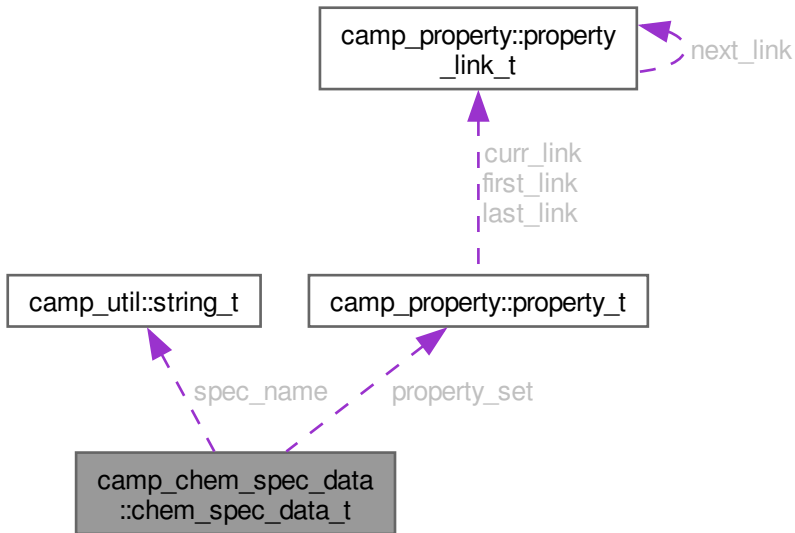 camp_property::property
_link_t
next_link
curr_link
first_link
last_link
camp_util::string_t
camp_property::property_t
spec_name
property_set
camp_chem_spec_data
::chem_spec_data_t